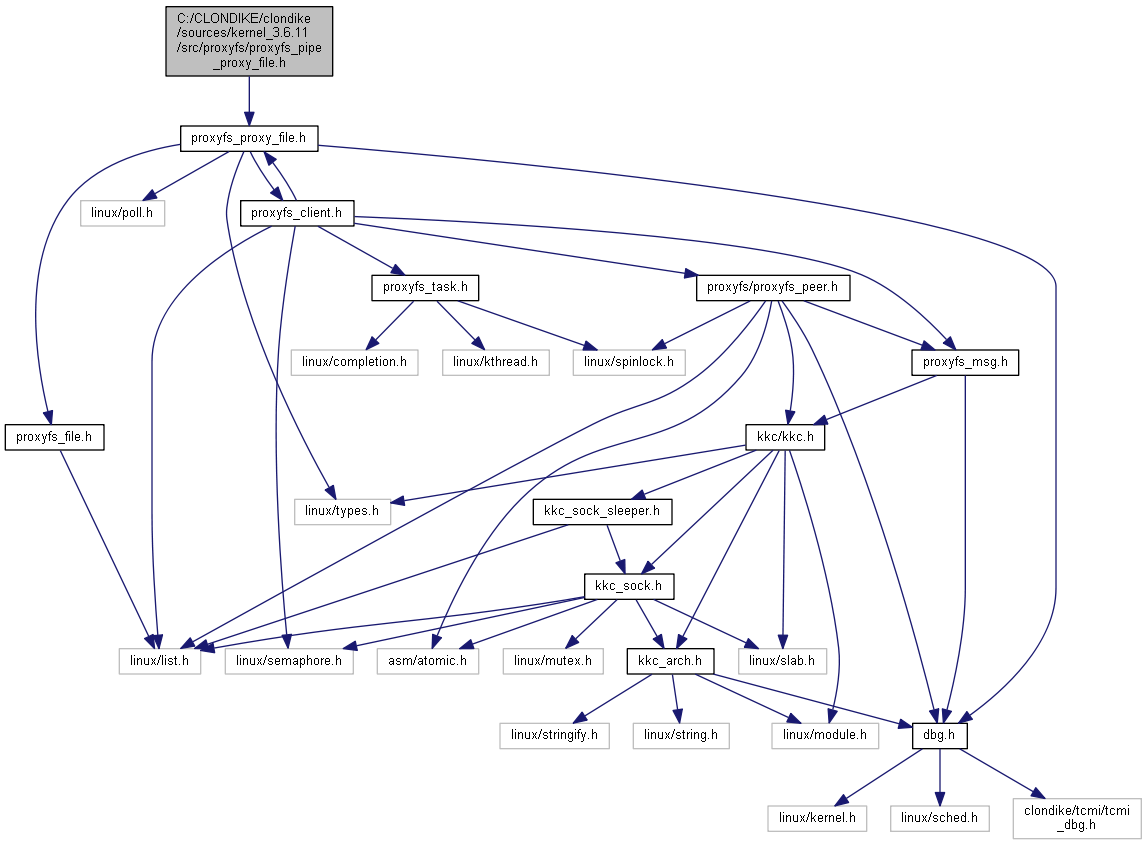 C:/CLONDIKE/clondike
/sources/kernel_3.6.11
/src/proxyfs/proxyfs_pipe
_proxy_file.h
proxyfs_proxy_file.h
linux/poll.h
proxyfs_client.h
proxyfs_task.h
proxyfs/proxyfs_peer.h
linux/completion.h
linux/kthread.h
linux/spinlock.h
proxyfs_msg.h
proxyfs_file.h
kkc/kkc.h
linux/types.h
kkc_sock_sleeper.h
kkc_sock.h
linux/list.h
linux/semaphore.h
asm/atomic.h
linux/mutex.h
kkc_arch.h
linux/slab.h
linux/stringify.h
linux/string.h
linux/module.h
dbg.h
linux/kernel.h
linux/sched.h
clondike/tcmi/tcmi
_dbg.h